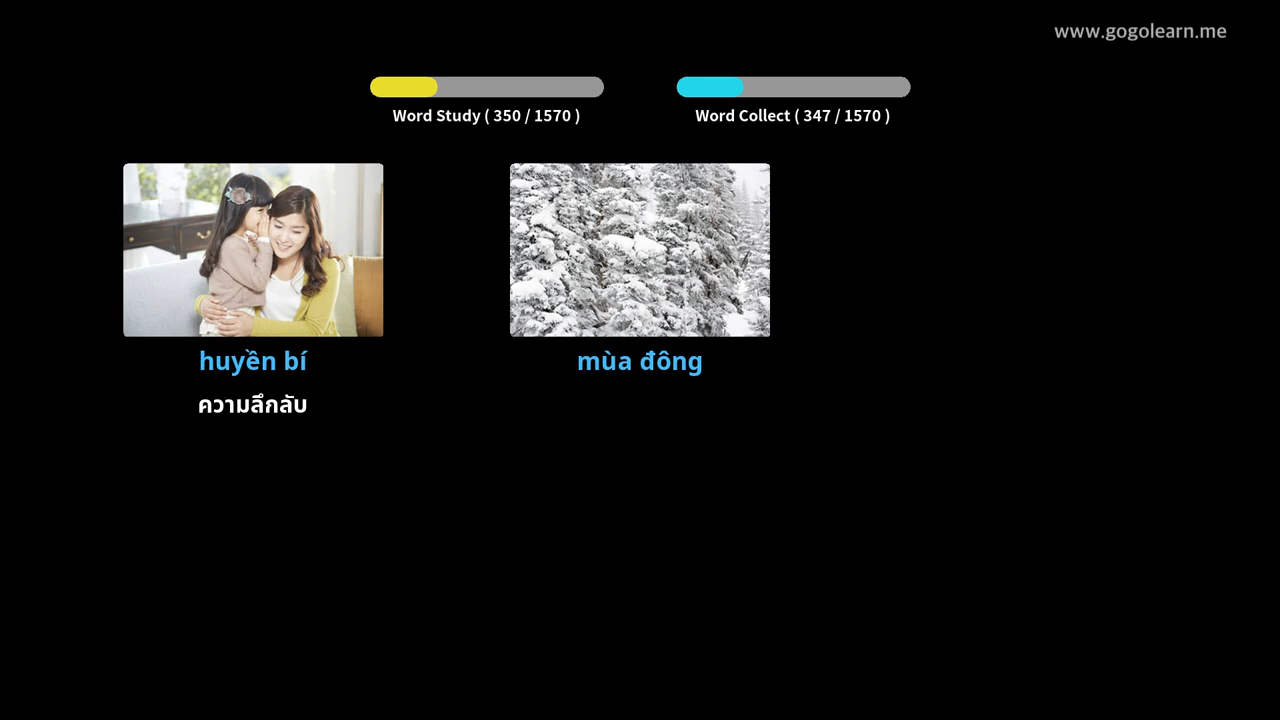 www.gogolearn.me
Word Study ( 350 / 1570 )
Word Collect ( 347 / 1570 )
huyền bí
mùa đông
ความลึกลับ